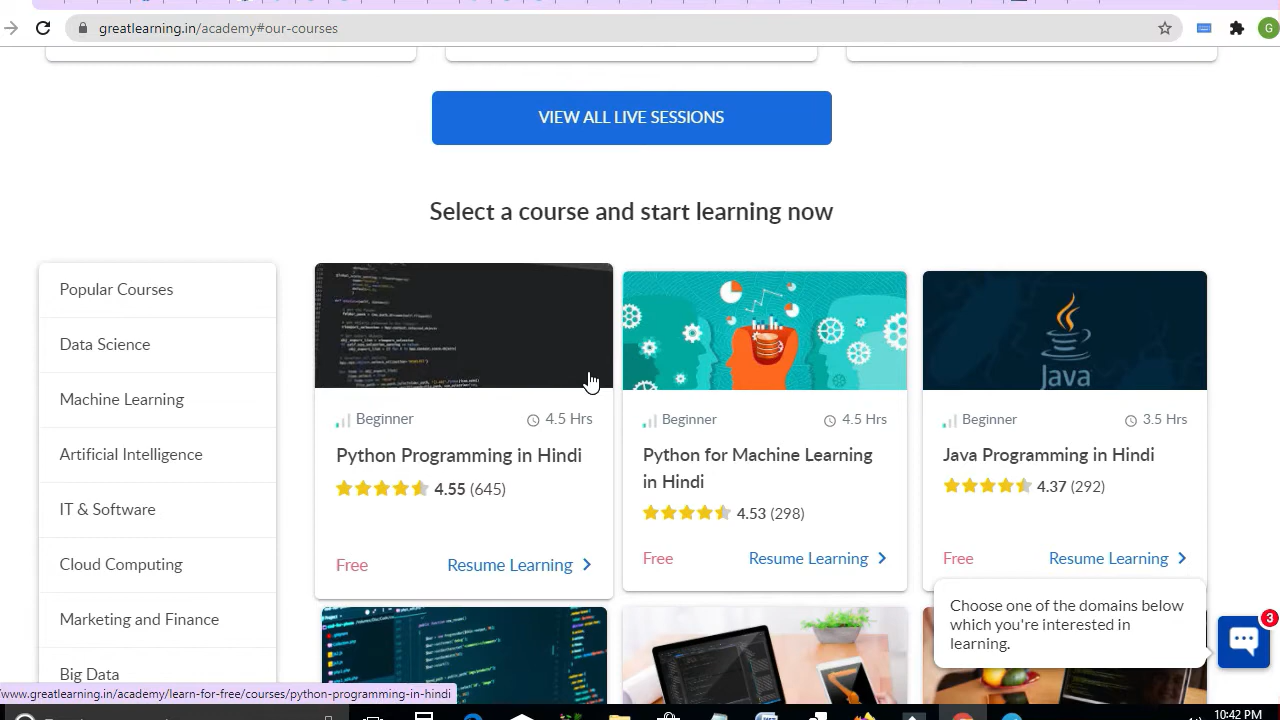 greatlearning.in/academy#our-courses
G
VIEW ALL LIVE SESSIONS
Select a course and start learning now
Popular Courses
Data Science
Machine Learning
Artificial Intelligence
IT & Software
Cloud Computing
Marketing and Finance
Big Data
Beginner 4.5 Hrs
Python Programming in Hindi
4.55 (645)
Free Resume Learning
Beginner 4.5 Hrs
Python for Machine Learning
in Hindi
4.53 (298)
Free Resume Learning
Java
Beginner 3.5 Hrs
Java Programming in Hindi
4.37 (292)
Free Resume Learning
Choose one of the domains below
which you're interested in
learning.
3
www.greatlearning.in/academy/learn-for-free/courses/python-programming-in-hindi
10:42 PM